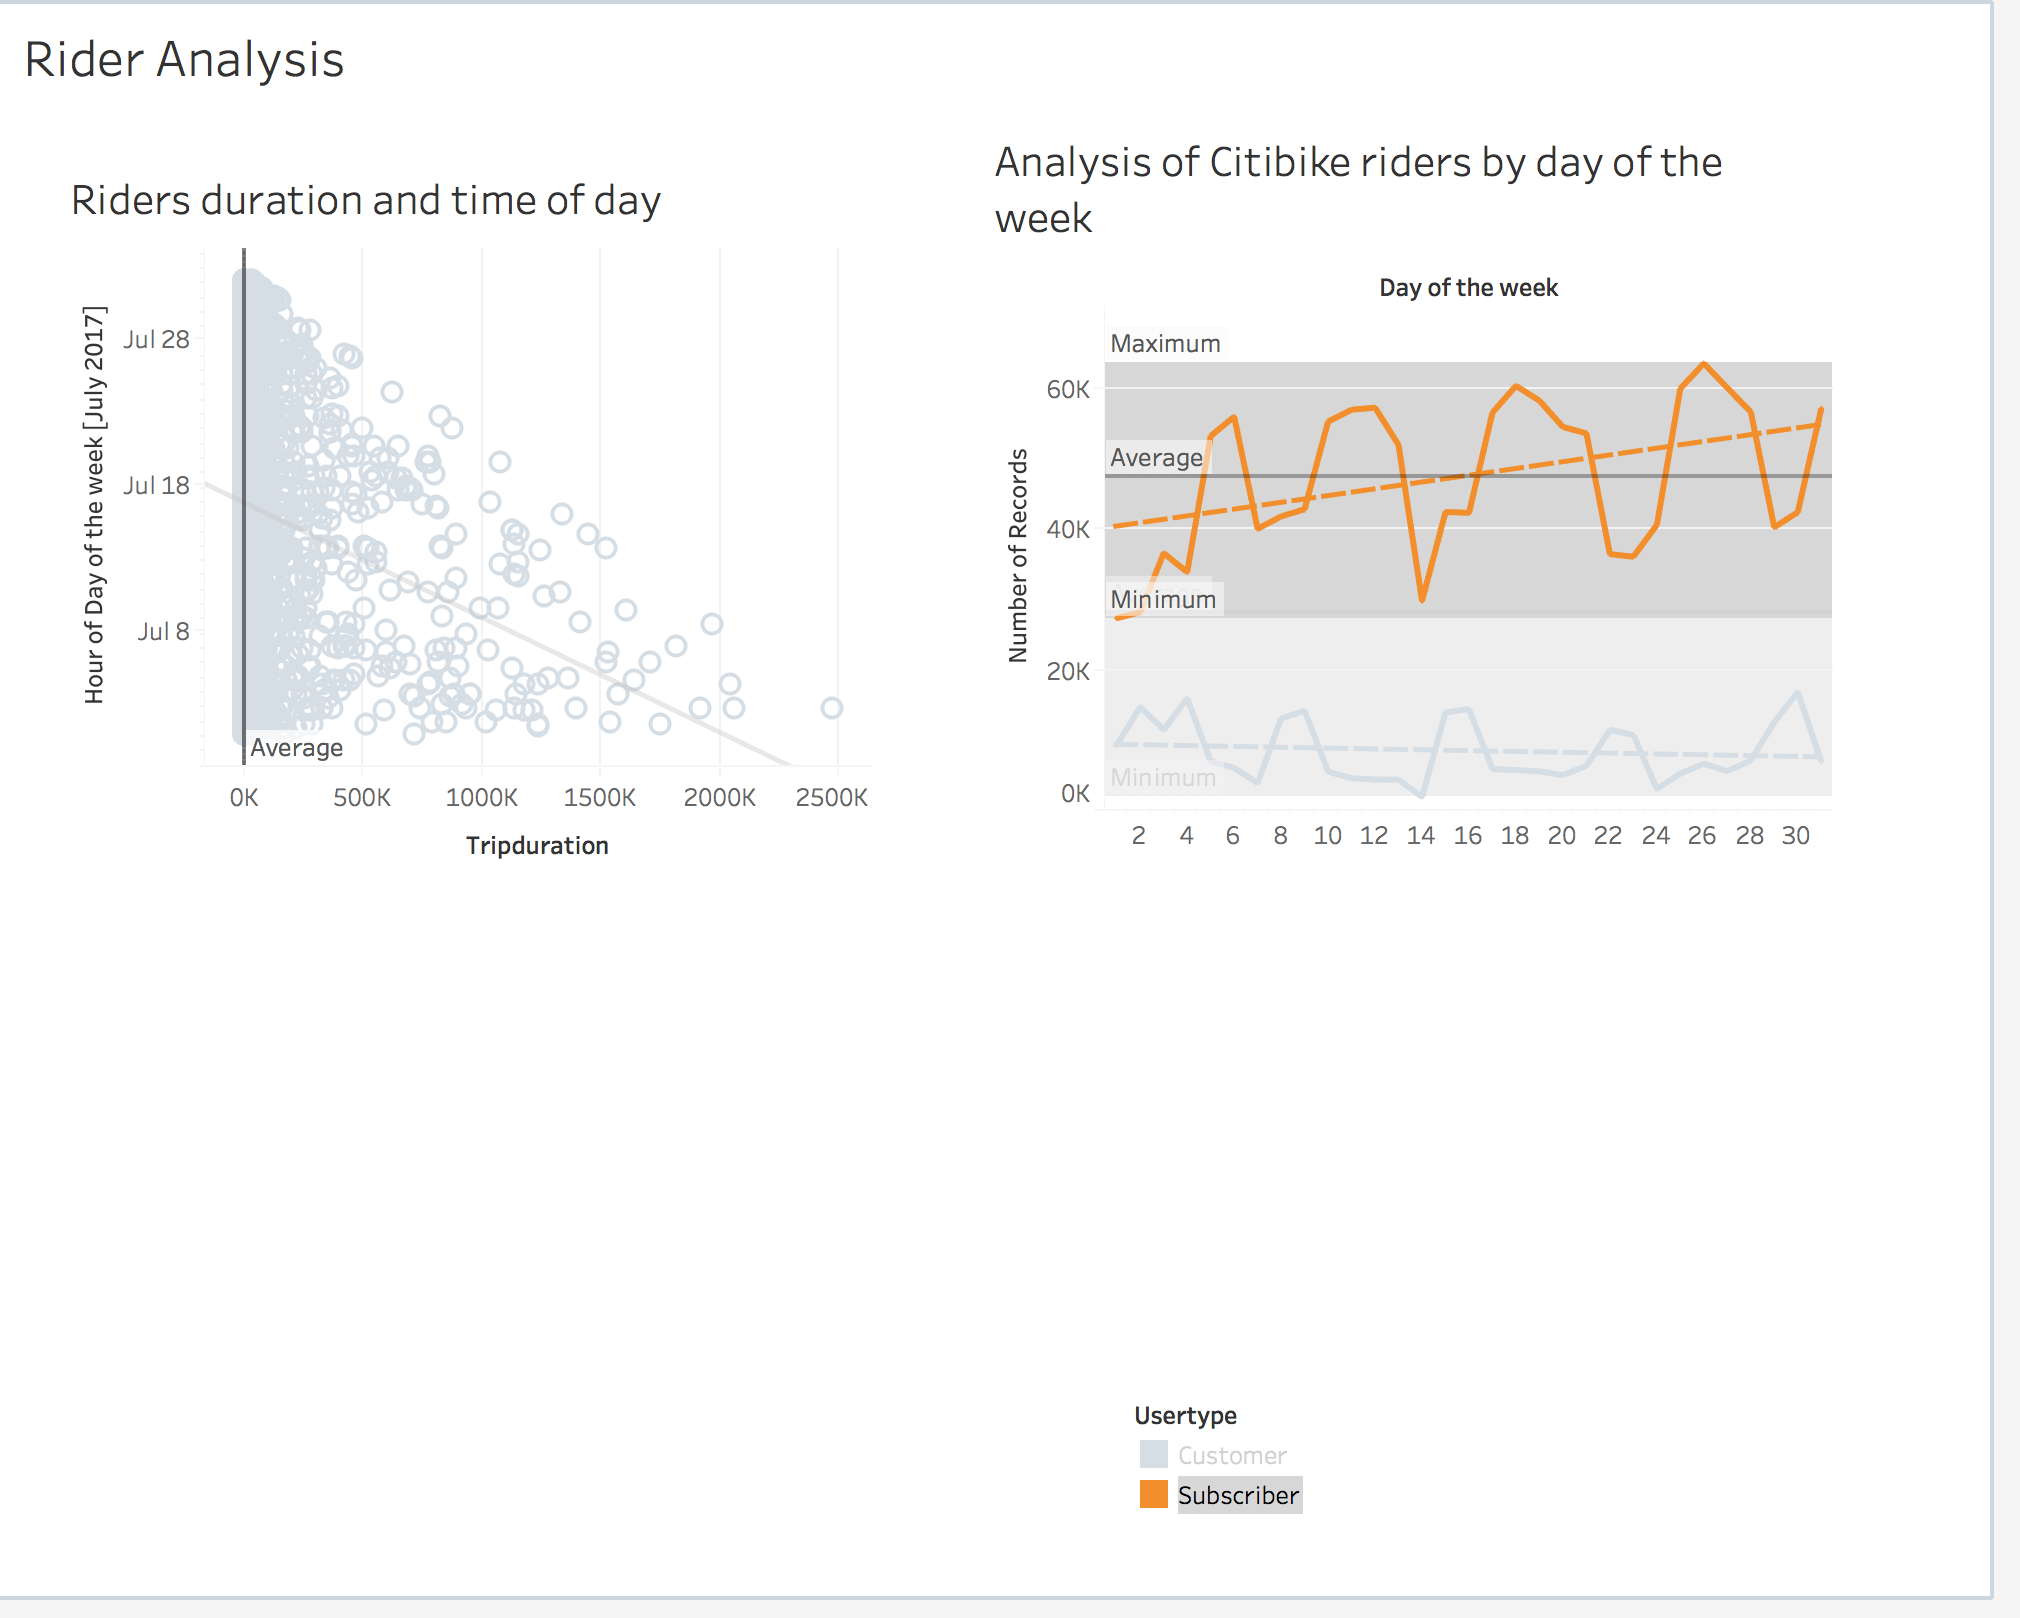 Rider Analysis
Riders duration and time of day
Hour of Day of the week [July 2017]
Jul 28
Jul 18
Jul 8
Average
0K 500K 1000K 1500K 2000K 2500K
Tripduration
Analysis of Citibike riders by day of the
week
Day of the week
Number of Records
Maximum
60K
Average
40K
Minimum
20K
Minimum
0K
2 4 6 8 10 12 14 16 18 20 22 24 26 28 30
Usertype
Customer
Subscriber